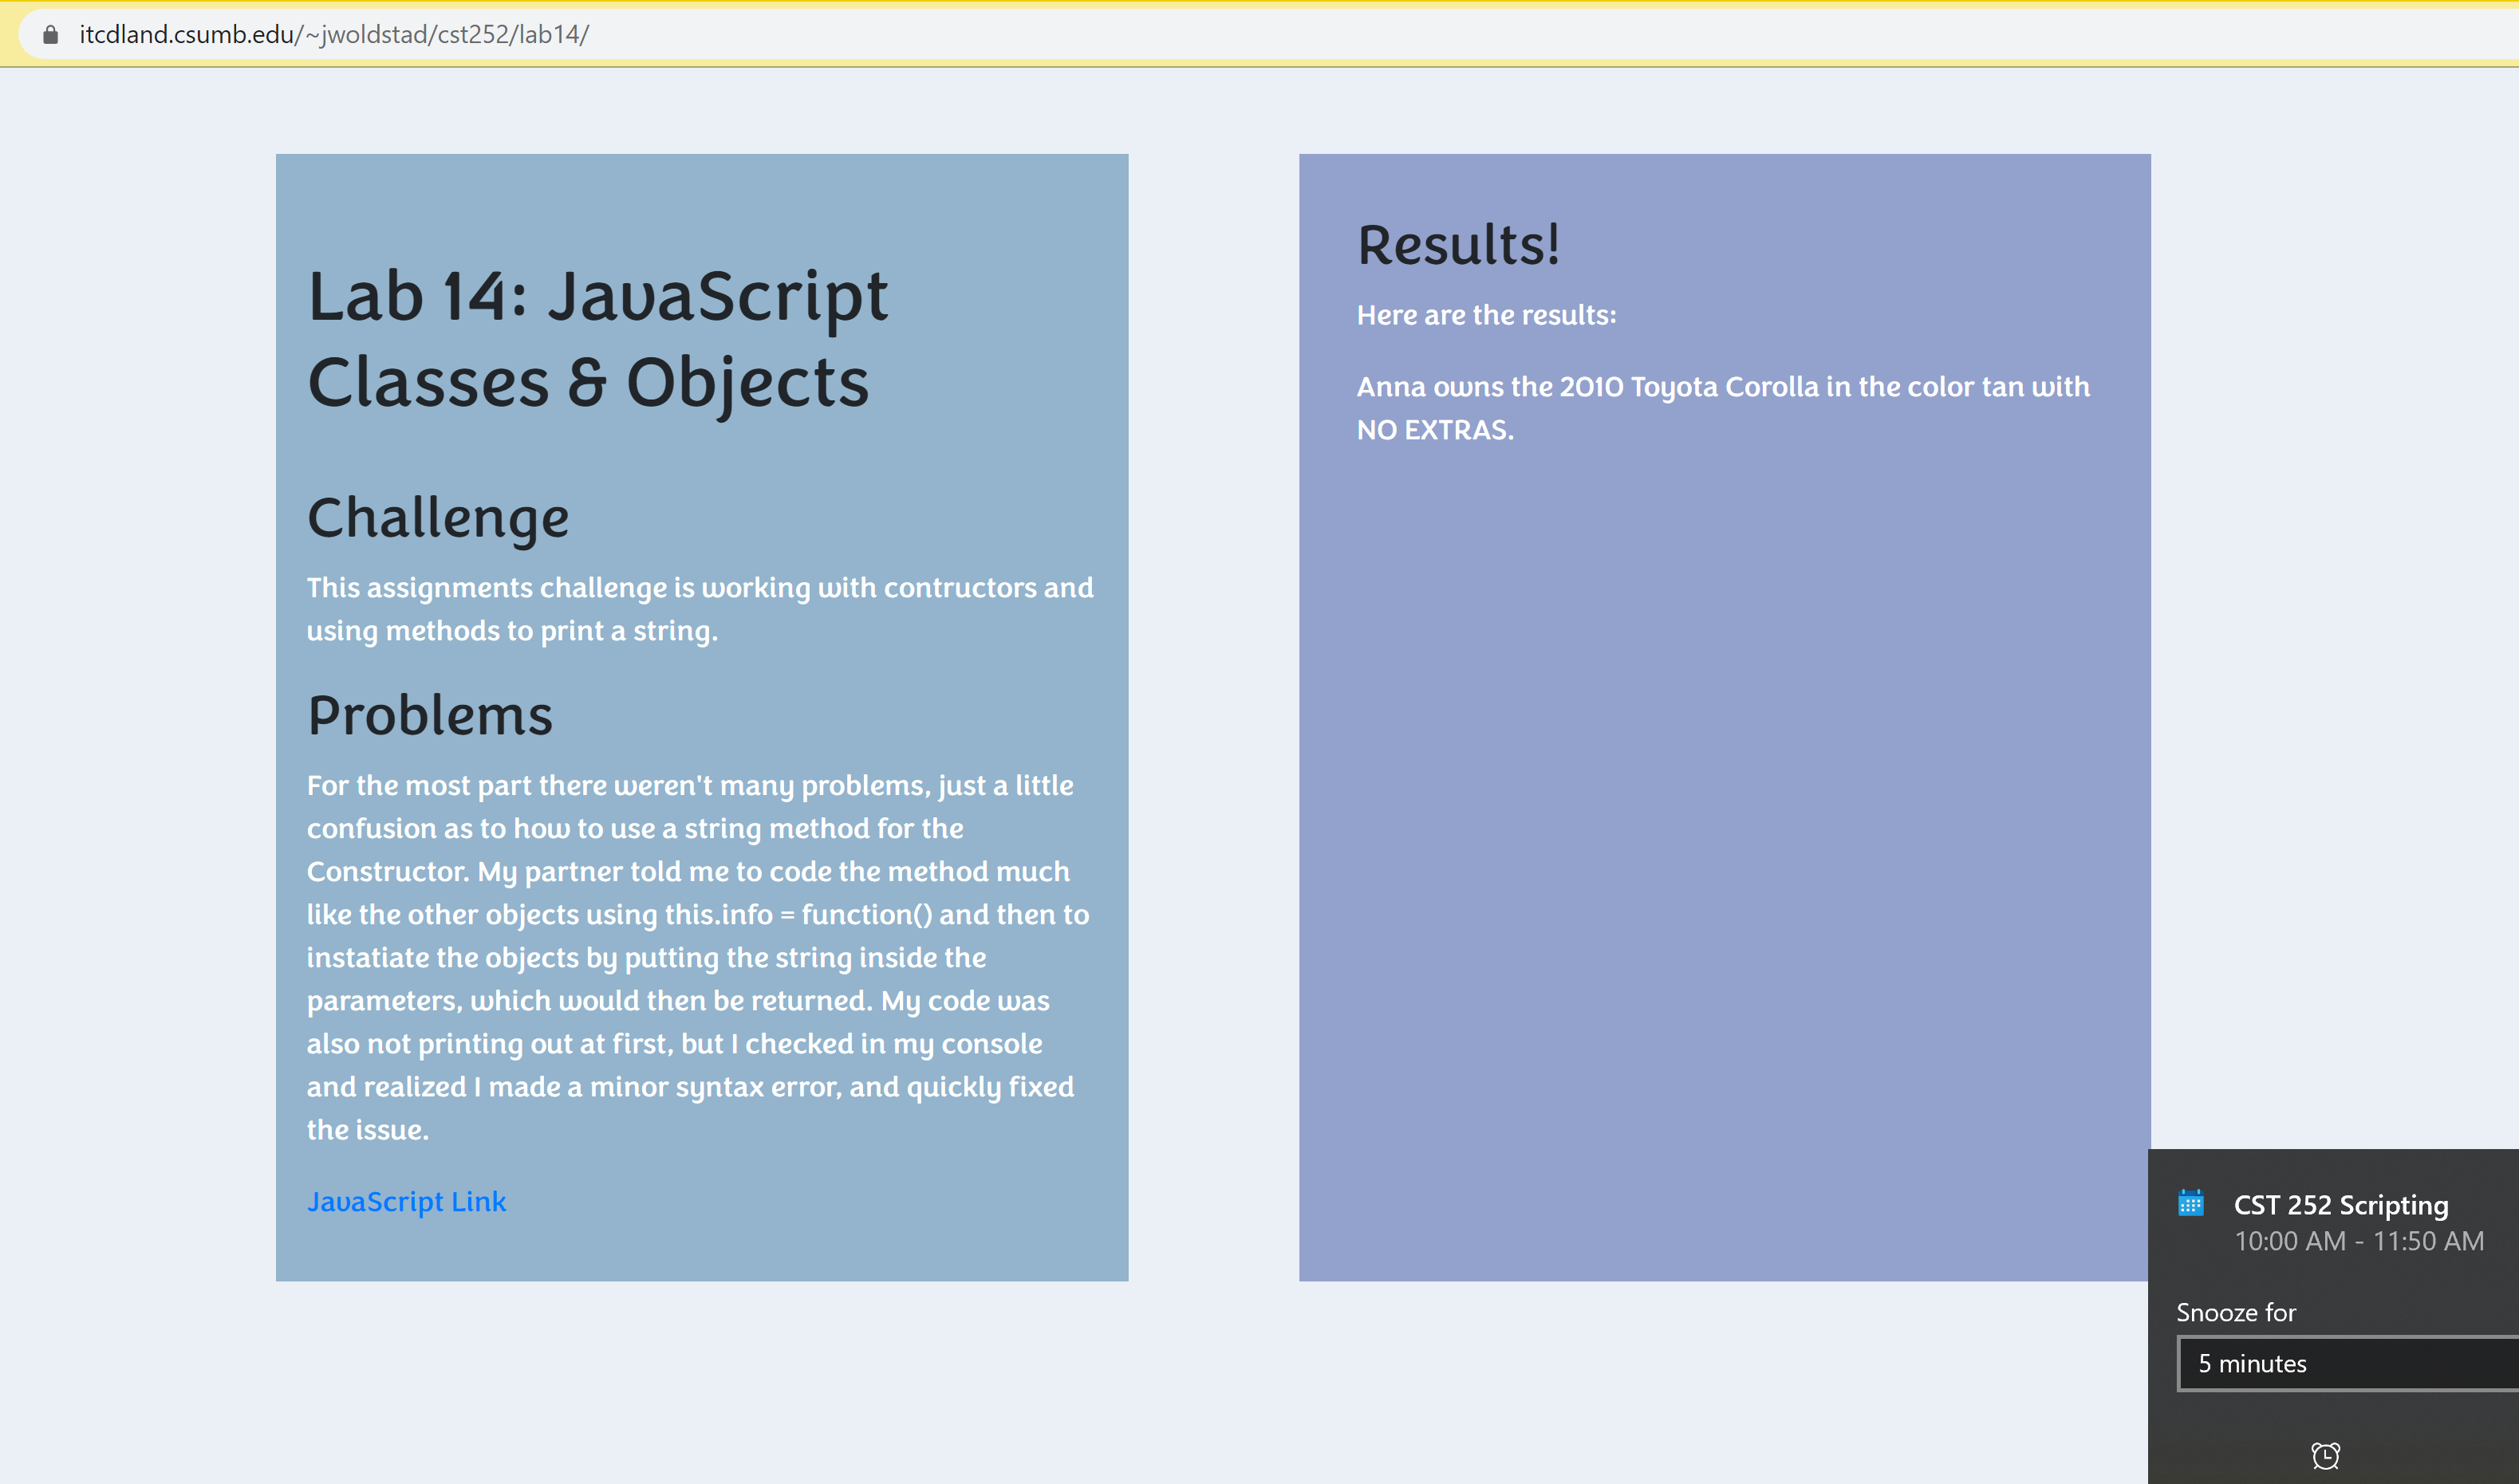 itcdland.csumb.edu/~jwoldstad/cst252/lab14/
Lab 14: JavaScript
Classes & Objects
Challenge
This assignments challenge is working with contructors and
using methods to print a string.
Problems
For the most part there weren't many problems, just a little
confusion as to how to use a string method for the
Constructor. My partner told me to code the method much
like the other objects using this.info = function() and then to
instatiate the objects by putting the string inside the
parameters, which would then be returned. My code was
also not printing out at first, but I checked in my console
and realized I made a minor syntax error, and quickly fixed
the issue.
JavaScript Link
Results!
Here are the results:
Anna owns the 2010 Toyota Corolla in the color tan with
NO EXTRAS.
CST 252 Scripting
10:00 AM - 11:50 AM
Snooze for
5 minutes